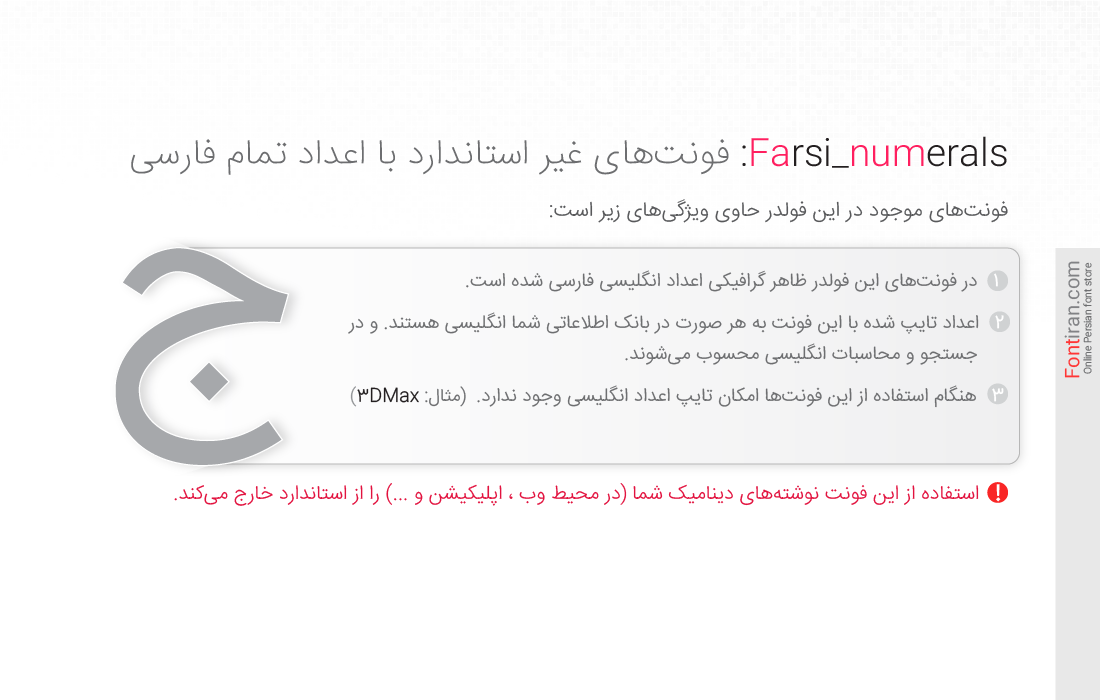 Farsi_numerals: فونت‌های غیر استاندارد با اعداد تمام فارسی
فونت‌های موجود در این فولدر حاوی ویژگی‌های زیر است:
۱ در فونت‌های این فولدر ظاهر گرافیکی اعداد انگلیسی فارسی شده است.
۲ اعداد تایپ شده با این فونت به هر صورت در بانک اطلاعاتی شما انگلیسی هستند. و در
جستجو و محاسبات انگلیسی محسوب می‌شوند.
۳ هنگام استفاده از این فونت‌ها امکان تایپ اعداد انگلیسی وجود ندارد. (مثال: ۳DMax)
ج
! استفاده از این فونت نوشته‌های دینامیک شما (در محیط وب ، اپلیکیشن و ...) را از استاندارد خارج می‌کند.
Fontiran.com
Online Persian font store